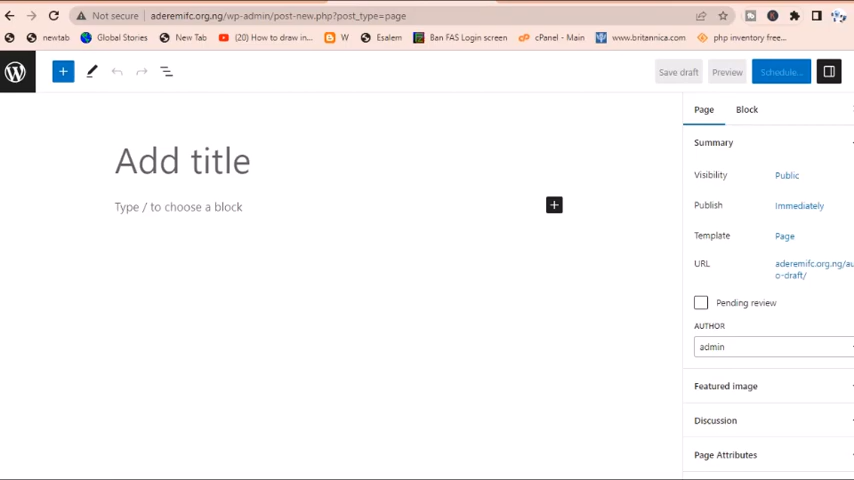 Not secure aderemifc.org.ng/wp-admin/post-new.php?post_type=page
newtab Global Stories New Tab (20) How to draw in... W Esalem Ban FAS Login screen cPanel - Main www.britannica.com php inventory free...
Save draft Preview Schedule...
Page Block
Add title
Summary
Type / to choose a block
Visibility Public
Publish Immediately
Template Page
URL aderemifc.org.ng/au
o-draft/
Pending review
AUTHOR
admin
Featured image
Discussion
Page Attributes